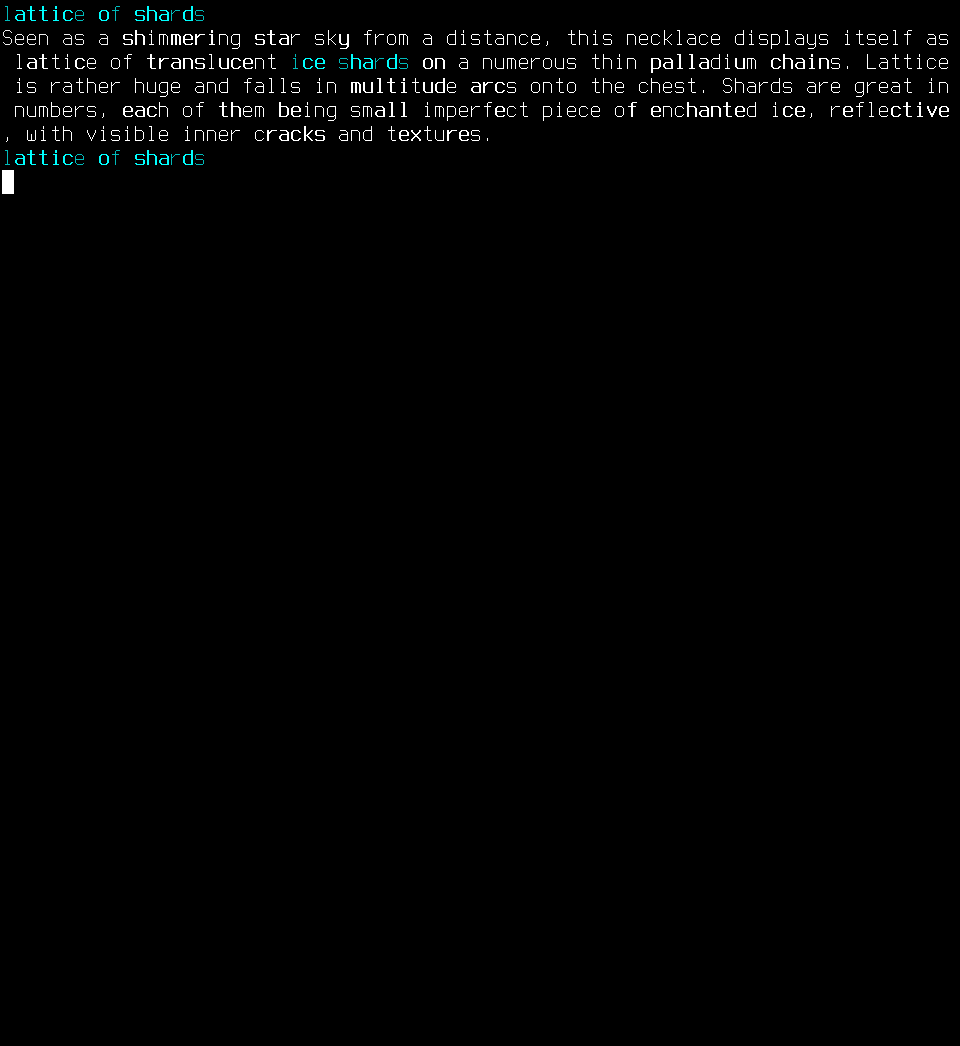 lattice of shards
Seen as a shimmering star sky from a distance, this necklace displays itself as
lattice of translucent ice shards on a numerous thin palladium chains. Lattice
is rather huge and falls in multitude arcs onto the chest. Shards are great in
numbers, each of them being small imperfect piece of enchanted ice, reflective
, with visible inner cracks and textures.
lattice of shards